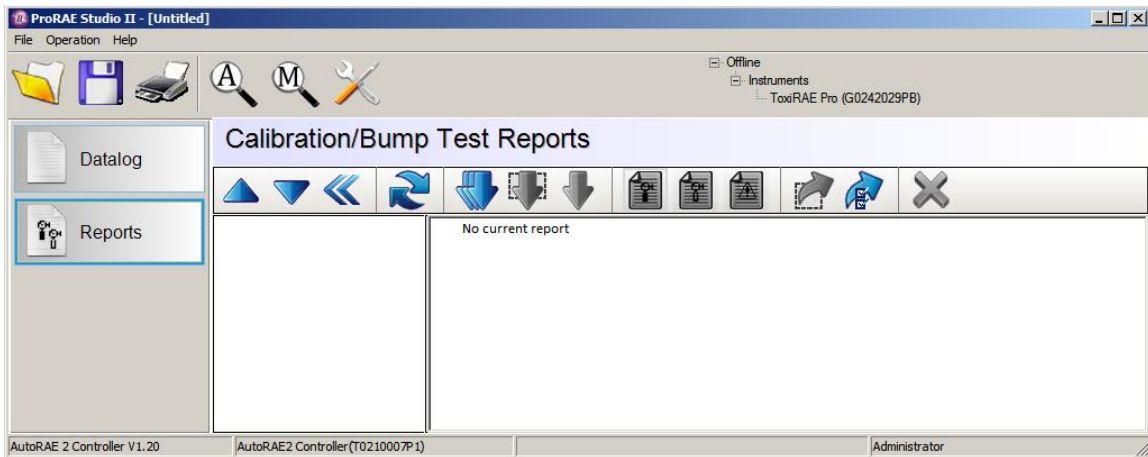 ProRAE Studio II - [Untitled]
File Operation Help
A M
Offline
Instruments
ToxiRAE Pro (G0242029PB)
Datalog
Reports
Calibration/Bump Test Reports
No current report
AutoRAE 2 Controller V1.20 AutoRAE2 Controller(T0210007P1) Administrator